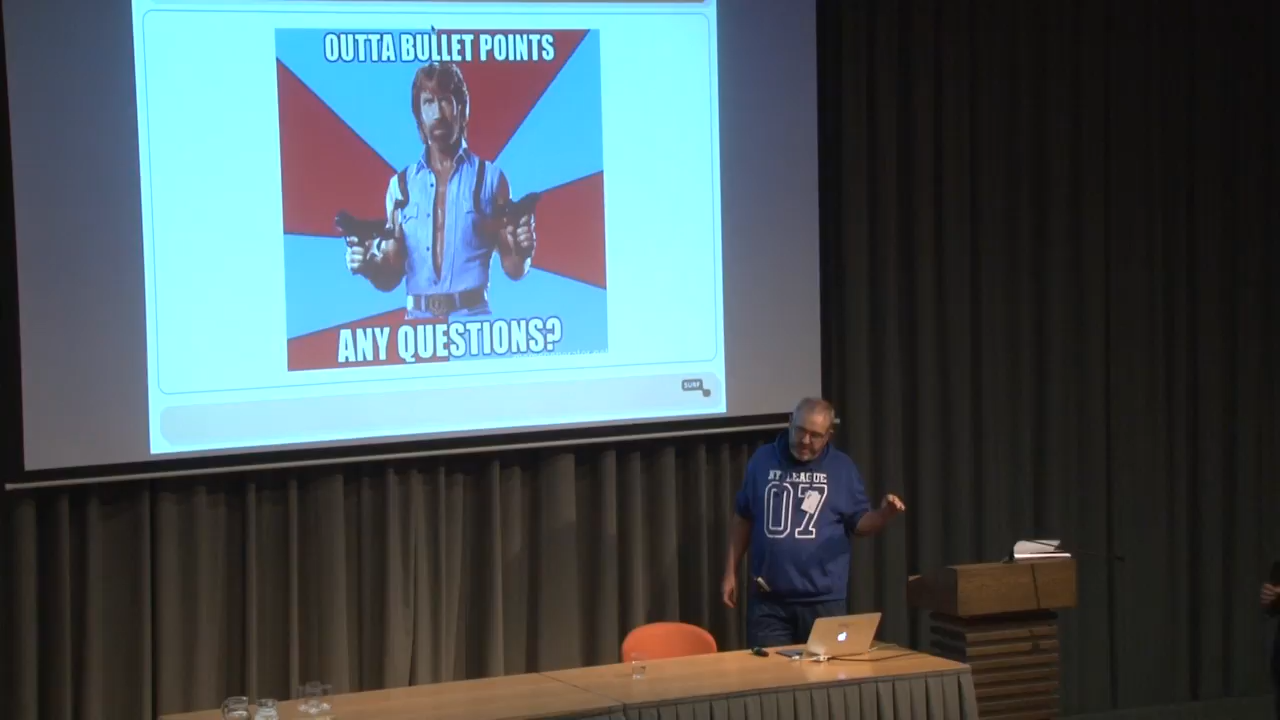 OUTTA BULLET POINTS
ANY QUESTIONS?
SURF
NY LEAGUE
07